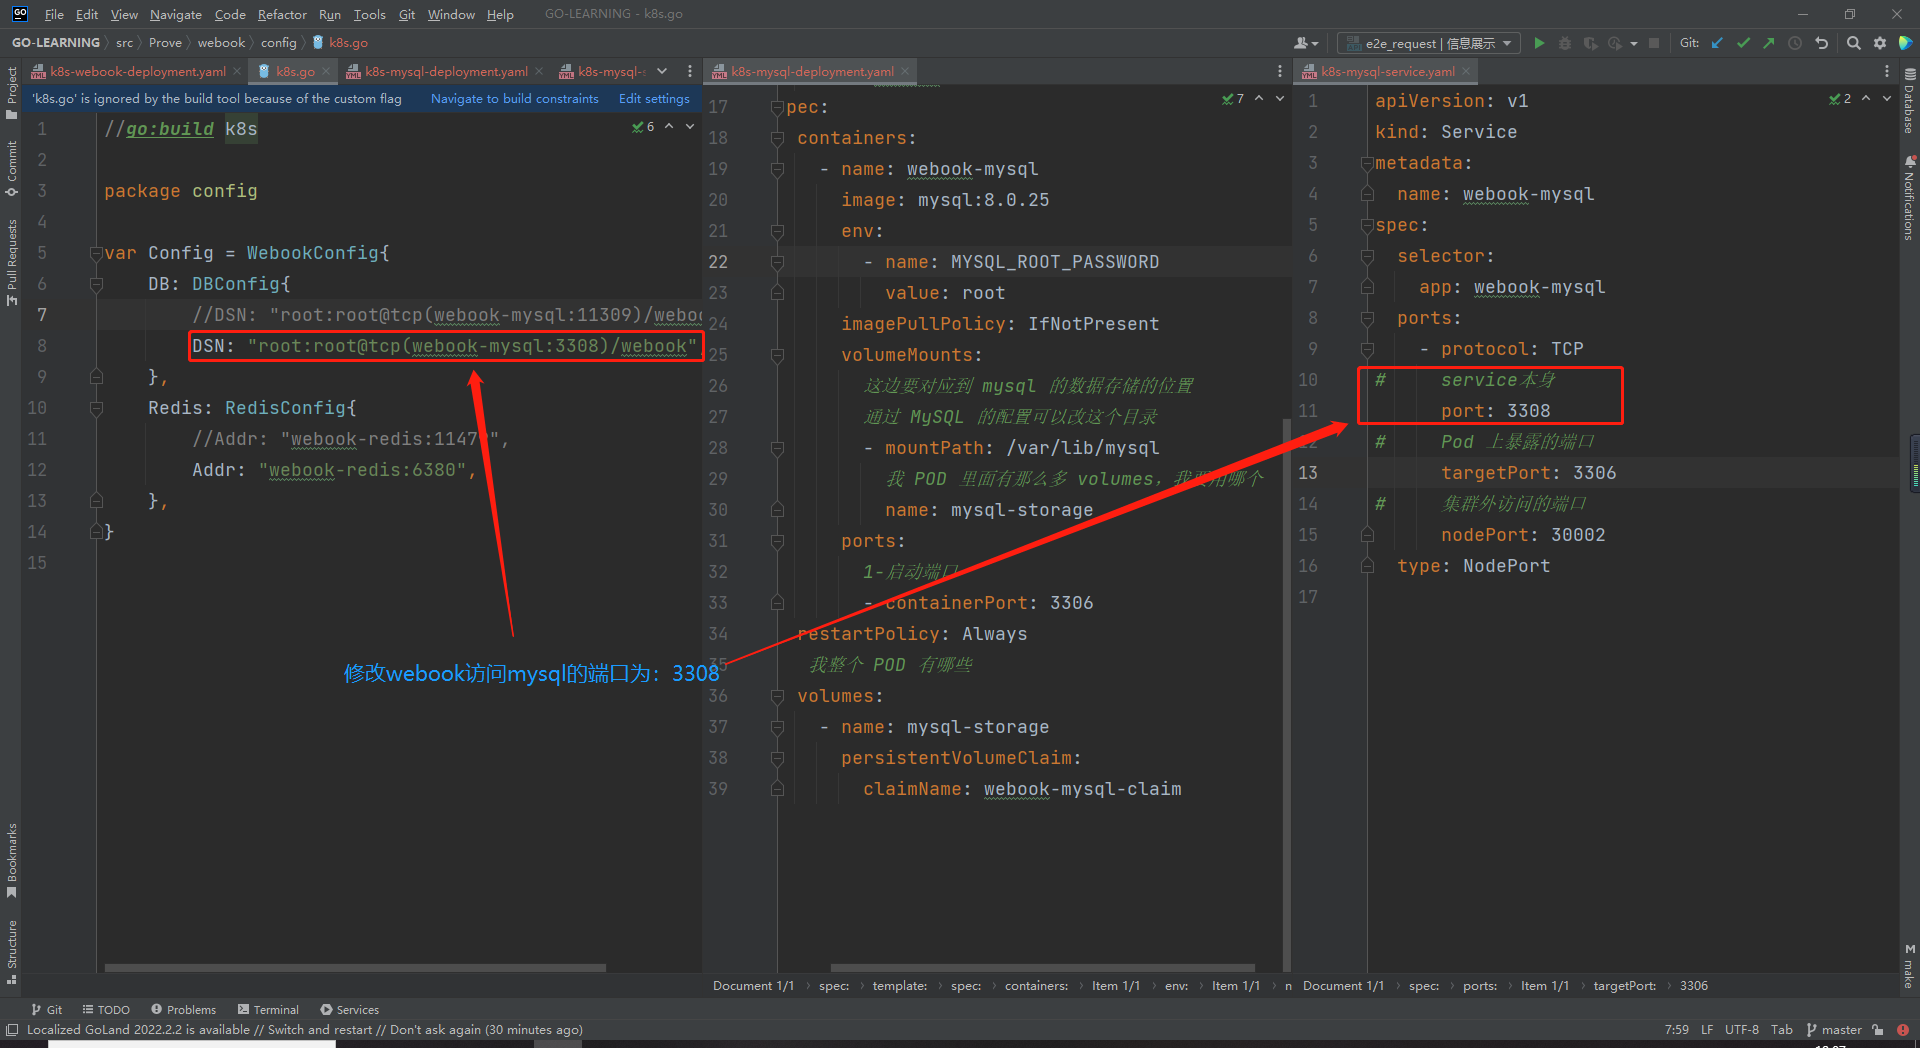 File Edit View Navigate Code Refactor Run Tools Git Window Help GO-LEARNING - k8s.go
GO-LEARNING src Prove webook config k8s.go
e2e_request | 信息展示
Git:
k8s-webook-deployment.yaml k8s.go k8s-mysql-deployment.yaml k8s-mysql-
'k8s.go' is ignored by the build tool because of the custom flag Navigate to build constraints Edit settings
6
1 //go:build k8s
2
3 package config
4
5 var Config = WebookConfig{
6 DB: DBConfig{
7 //DSN: "root:root@tcp(webook-mysql:11309)/webo
8 DSN: "root:root@tcp(webook-mysql:3308)/webook"
9 },
10 Redis: RedisConfig{
11 //Addr: "webook-redis:1147 ",
12 Addr: "webook-redis:6380",
13 },
14 }
15
修改webook访问mysql的端口为：3308
k8s-mysql-deployment.yaml
7
17 pec:
18 containers:
19 - name: webook-mysql
20 image: mysql:8.0.25
21 env:
22 - name: MYSQL_ROOT_PASSWORD
23 value: root
24 imagePullPolicy: IfNotPresent
25 volumeMounts:
26 这边要对应到 mysql 的数据存储的位置
27 通过 MySQL 的配置可以改这个目录
28 - mountPath: /var/lib/mysql
29 我 POD 里面有那么多 volumes，我要用哪个
30 name: mysql-storage
31 ports:
32 1-启动端口
33 - containerPort: 3306
34 restartPolicy: Always
35 我整个 POD 有哪些
36 volumes:
37 - name: mysql-storage
38 persistentVolumeClaim:
39 claimName: webook-mysql-claim
k8s-mysql-service.yaml
2
1 apiVersion: v1
2 kind: Service
3 metadata:
4 name: webook-mysql
5 spec:
6 selector:
7 app: webook-mysql
8 ports:
9 - protocol: TCP
10 # service本身
11 port: 3308
12 # Pod 上暴露的端口
13 targetPort: 3306
14 # 集群外访问的端口
15 nodePort: 30002
16 type: NodePort
17
Project
Commit
Pull Requests
Bookmarks
Structure
Database
Notifications
M make
Document 1/1 spec: template: spec: containers: Item 1/1 env: Item 1/1 n
Document 1/1 spec: ports: Item 1/1 targetPort: 3306
Git TODO Problems Terminal Services
Localized GoLand 2022.2.2 is available // Switch and restart // Don't ask again (30 minutes ago)
7:59 LF UTF-8 Tab master